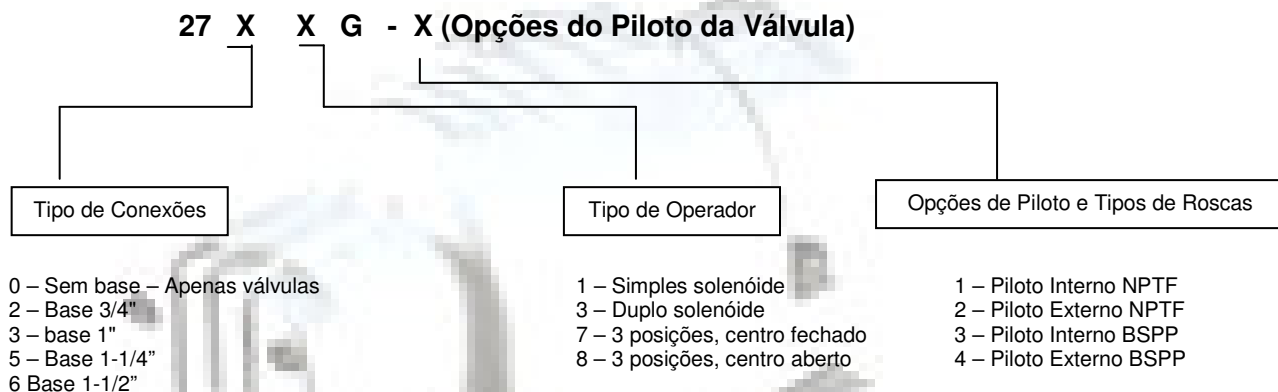 27 X X G - X (Opções do Piloto da Válvula)
Tipo de Conexões
0 – Sem base – Apenas válvulas
2 – Base 3/4"
3 – base 1"
5 – Base 1-1/4”
6 Base 1-1/2”
Tipo de Operador
1 – Simples solenóide
3 – Duplo solenóide
7 – 3 posições, centro fechado
8 – 3 posições, centro aberto
Opções de Piloto e Tipos de Roscas
1 – Piloto Interno NPTF
2 – Piloto Externo NPTF
3 – Piloto Interno BSPP
4 – Piloto Externo BSPP